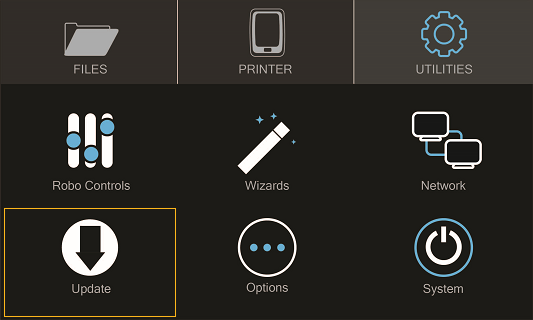 FILES
PRINTER
UTILITIES
Robo Controls
Wizards
Network
Update
Options
System